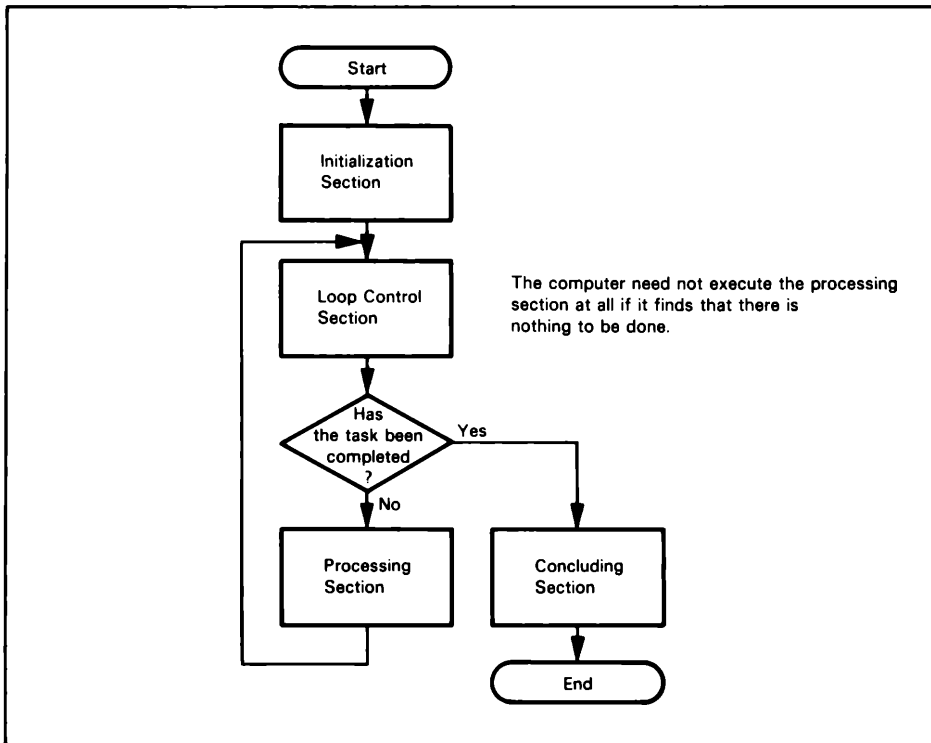 Start
Initialization
Section
Loop Control
Section
The computer need not execute the processing
section at all if it finds that there is
nothing to be done.
Has
the task been
completed
?
Yes
No
Processing
Section
Concluding
Section
End